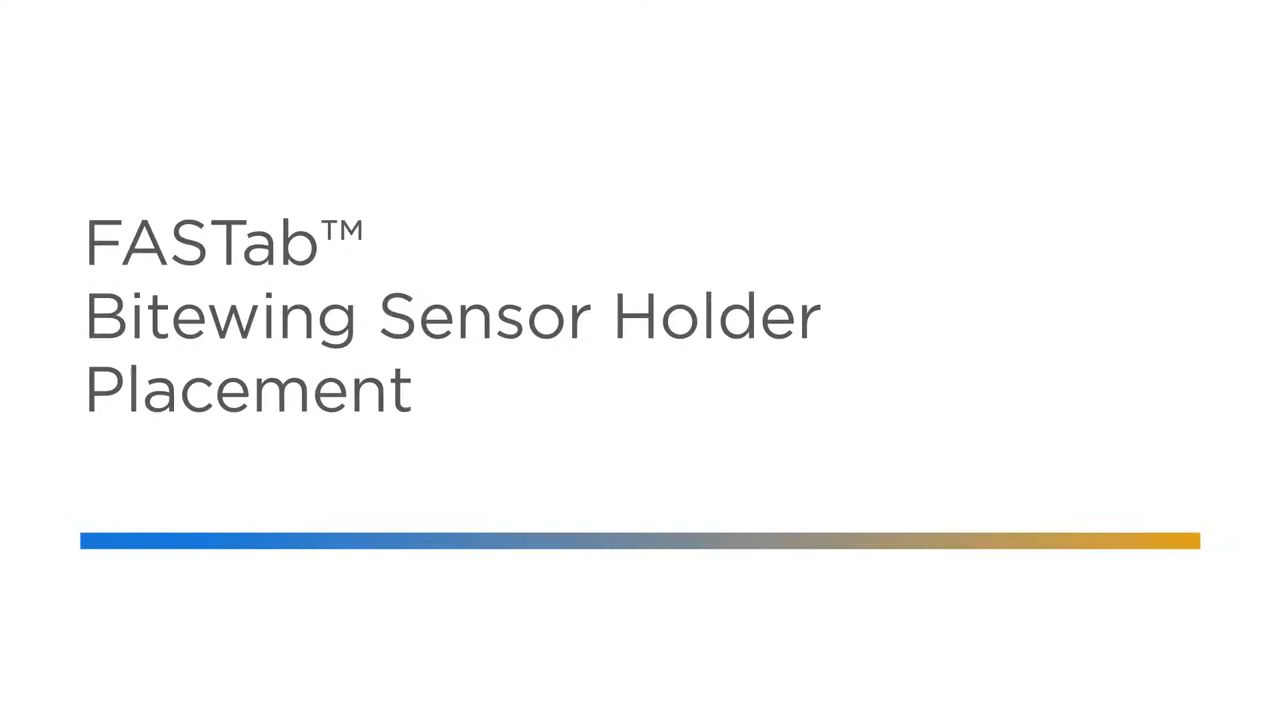 FASTab™
Bitewing Sensor Holder
Placement